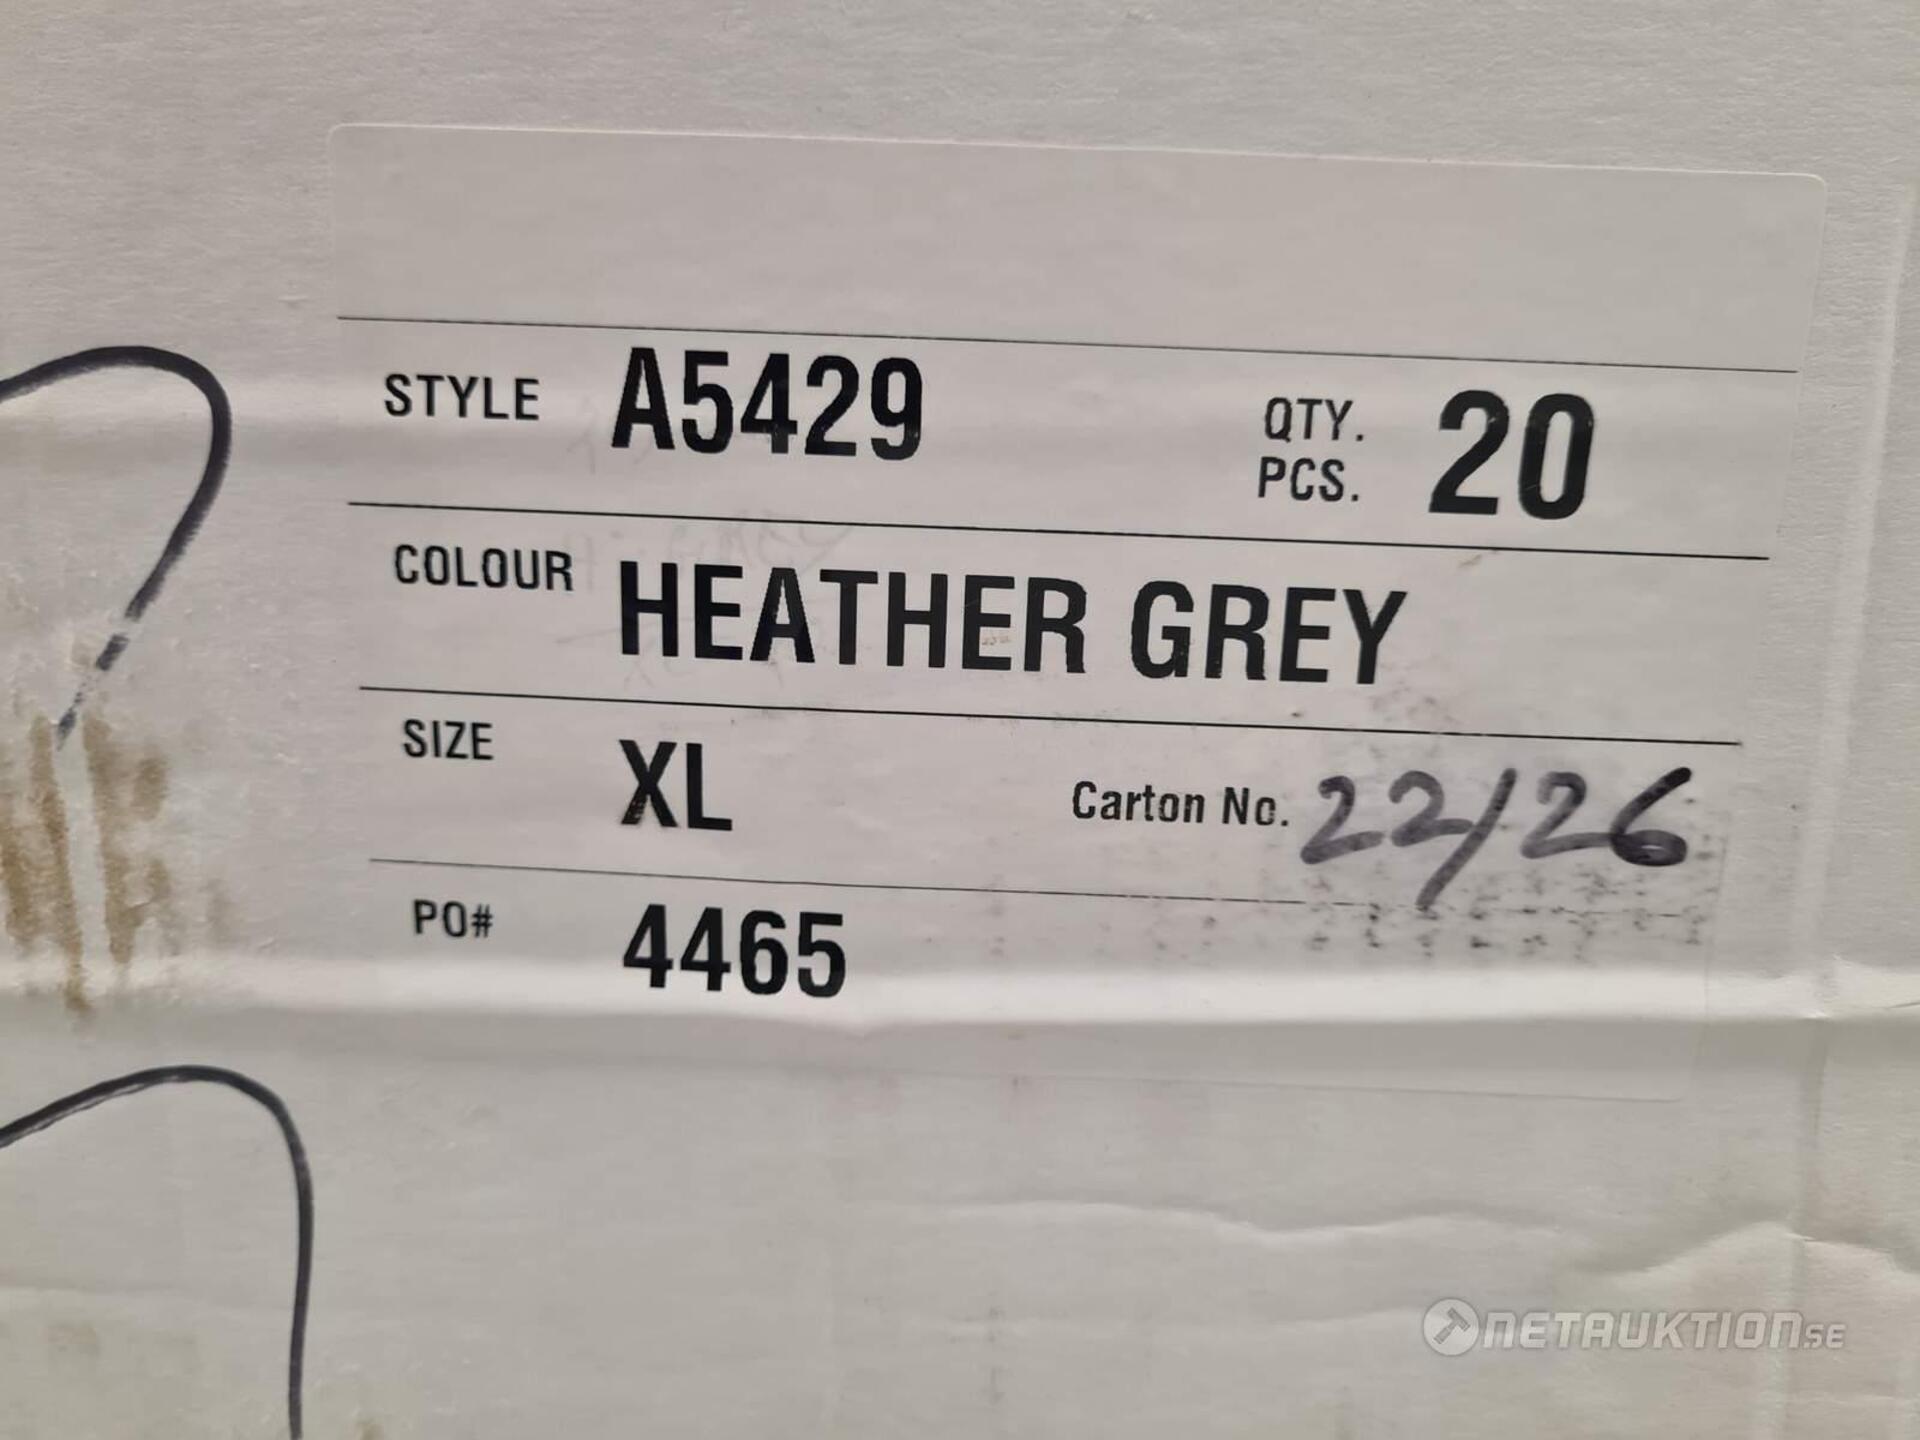 STYLE A5429 QTY. PCS. 20
COLOUR HEATHER GREY
SIZE XL Carton No. 22/26
PO# 4465
NETAUKTION.SE